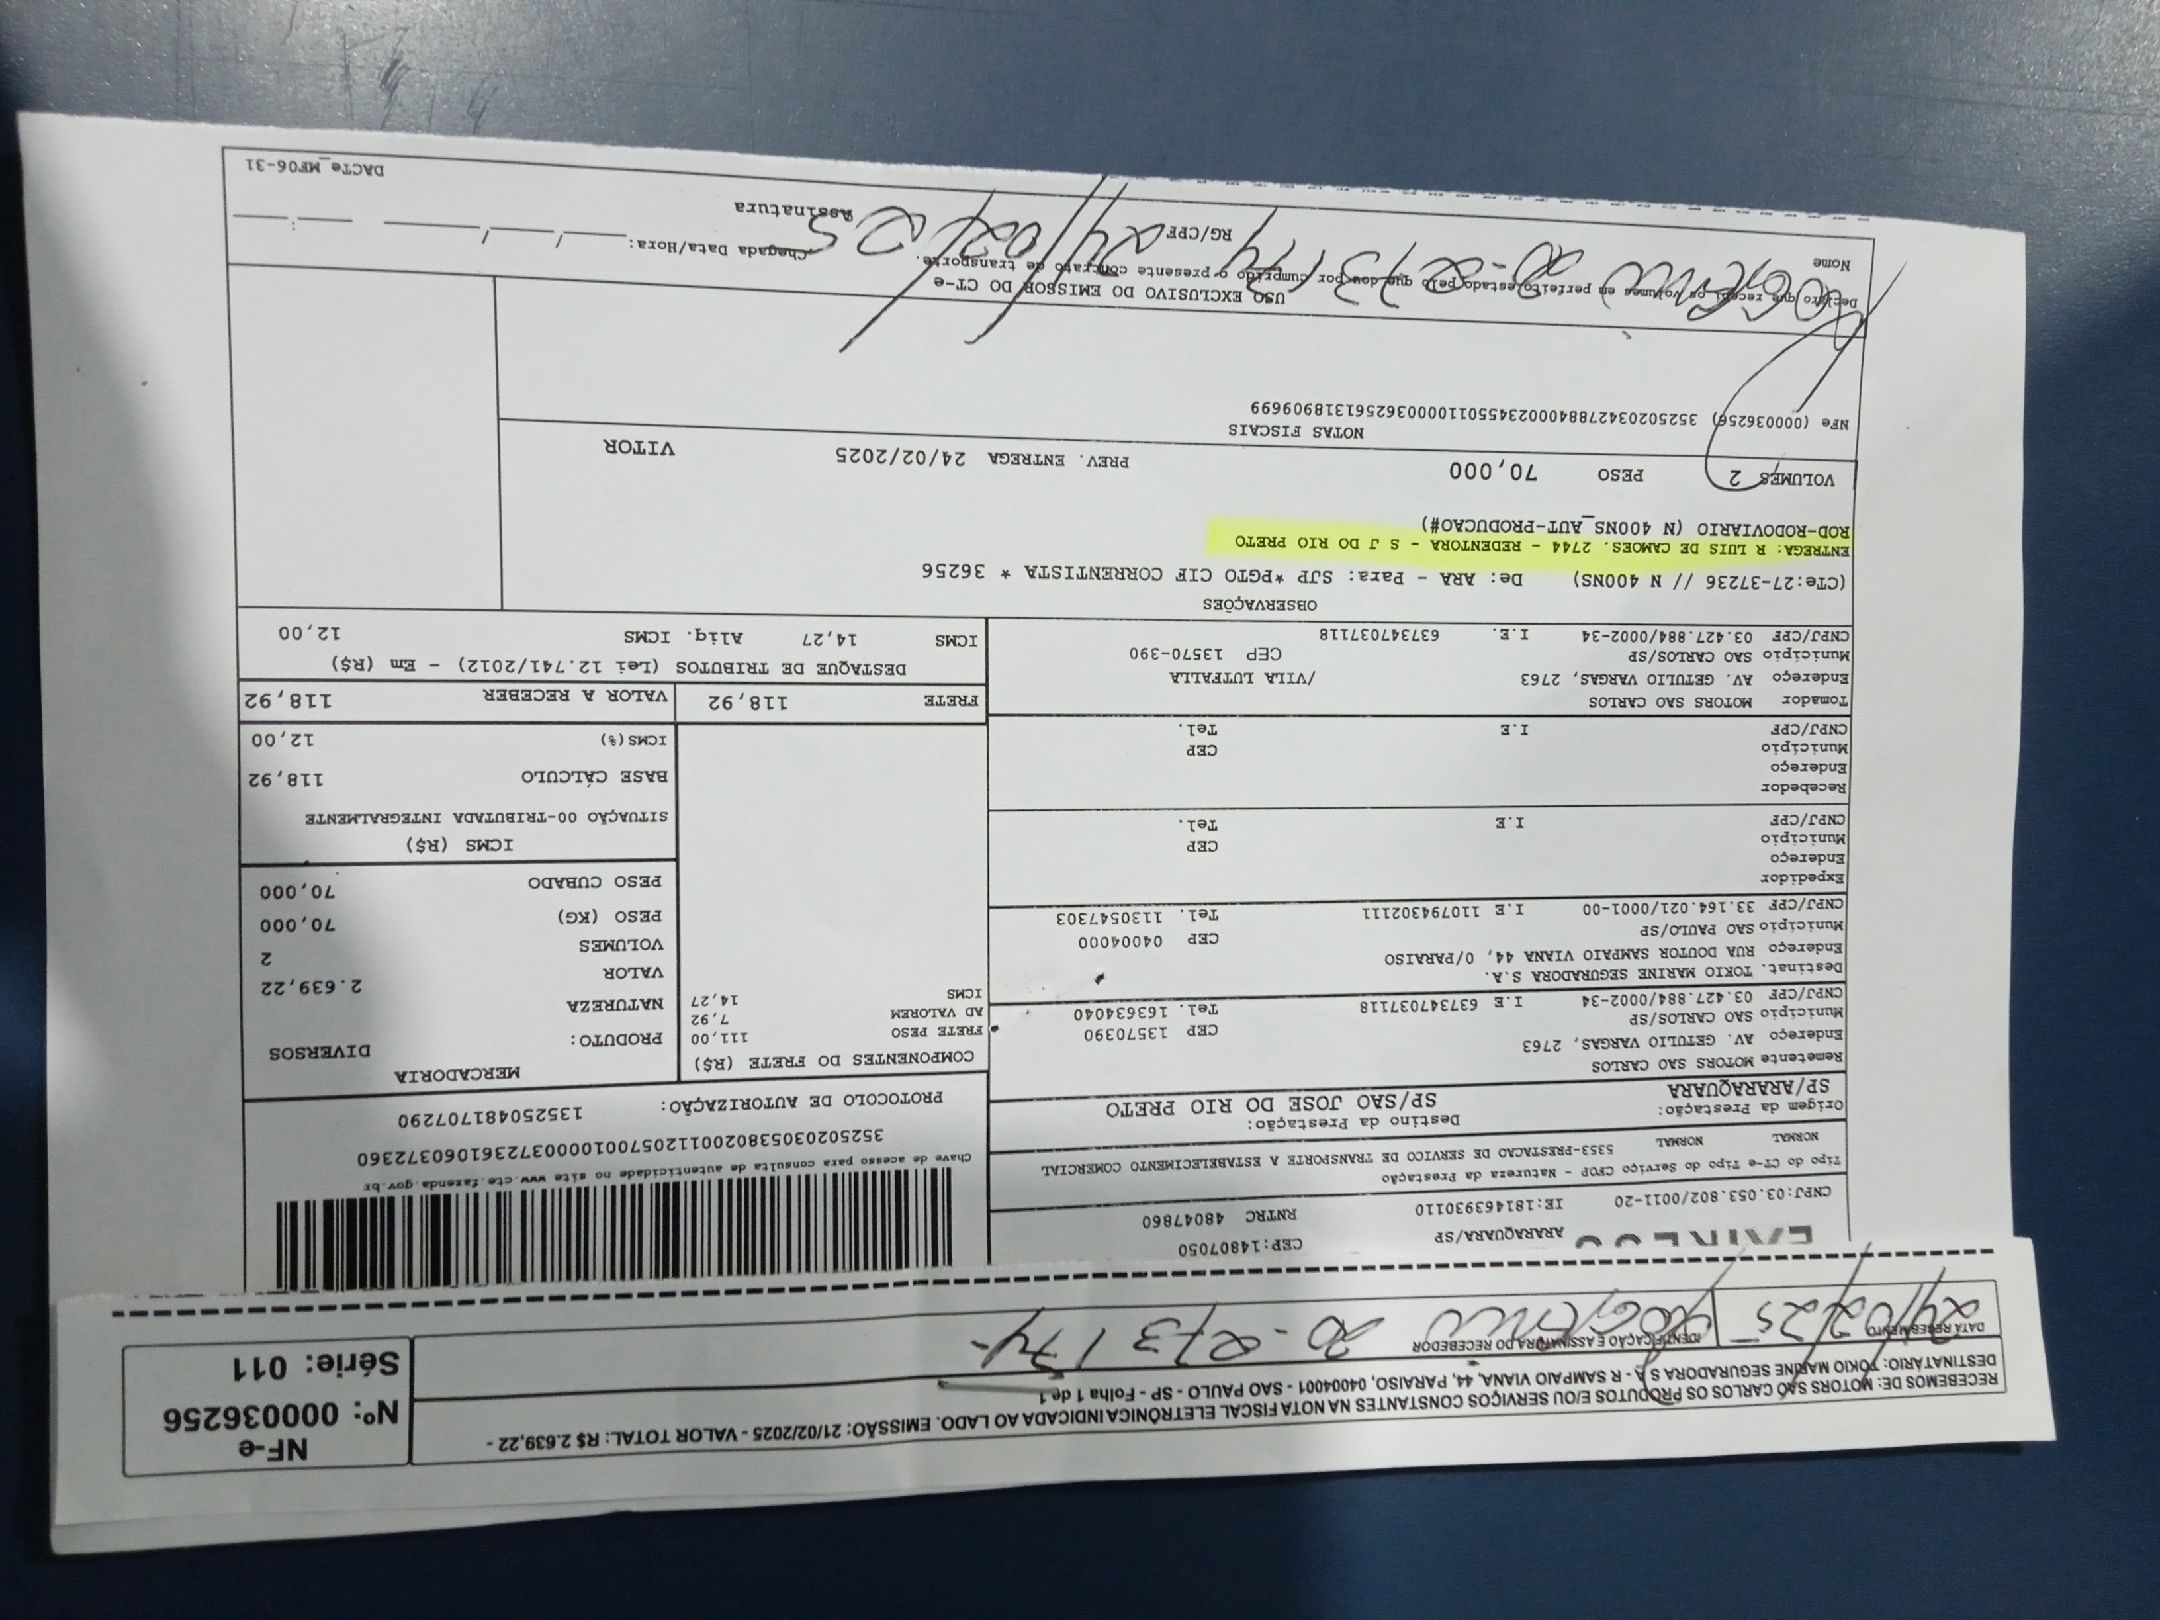 RECEBEMOS DE: MOTORS SAO CARLOS OS PRODUTOS E/OU SERVIÇOS CONSTANTES NA NOTA FISCAL ELETRÔNICA INDICADA AO LADO. EMISSÃO: 21/02/2025 - VALOR TOTAL: R$ 2.639,22 -
DESTINATÁRIO: TOKIO MARINE SEGURADORA S.A. - R SAMPAIO VIANA, 44, PARAISO, 04004001 - SAO PAULO - SP - Folha 1 de 1
NF-e
Nº: 000036256
Série: 011
DATA RECEBIMENTO
24/02/25
IDENTIFICAÇÃO E ASSINATURA DO RECEBEDOR
ARARAQUARA/SP CEP:14807050
CNPJ:03.053.802/0011-20 IE:181463930110 RNTRC 48047860
Tipo do CT-e Tipo do Serviço CFOP - Natureza da Prestação
NORMAL NORMAL 5353-PRESTACAO DE SERVICO DE TRANSPORTE A ESTABELECIMENTO COMERCIAL
Origem da Prestação: Destino da Prestação:
SP/ARARAQUARA SP/SAO JOSE DO RIO PRETO
Chave de acesso para consulta de autenticidade no site www.cte.fazenda.gov.br
PROTOCOLO DE AUTORIZAÇÃO: 135250481707290
Remetente MOTORS SAO CARLOS
Endereço AV. GETULIO VARGAS, 2763 CEP 13570390
Município SAO CARLOS/SP Tel. 163634040
CNPJ/CPF 03.427.884/0002-34 I.E 637347037118
Destinat. TOKIO MARINE SEGURADORA S.A.
Endereço RUA DOUTOR SAMPAIO VIANA 44, 0/PARAISO
Município SAO PAULO/SP CEP 04004000
CNPJ/CPF 33.164.021/0001-00 I.E 110794302111 Tel. 1130547303
Expedidor
Endereço
Município CEP
CNPJ/CPF I.E Tel.
Recebedor
Endereço
Município CEP
CNPJ/CPF I.E Tel.
Tomador MOTORS SAO CARLOS
Endereço AV. GETULIO VARGAS, 2763 /VILA LUTFALLA
Município SAO CARLOS/SP CEP 13570-390
CNPJ/CPF 03.427.884/0002-34 I.E. 637347037118
COMPONENTES DO FRETE (R$)
FRETE PESO 111,00
AD VALOREM 7,92
ICMS 14,27
MERCADORIA
PRODUTO: DIVERSOS
NATUREZA
VALOR 2.639,22
VOLUMES 2
PESO (KG) 70,000
PESO CUBADO 70,000
ICMS (R$)
SITUAÇÃO 00-TRIBUTADA INTEGRALMENTE
BASE CÁLCULO 118,92
ICMS(%) 12,00
FRETE 118,92 VALOR A RECEBER 118,92
DESTAQUE DE TRIBUTOS (Lei 12.741/2012) - Em (R$)
ICMS 14,27 Aliq. ICMS 12,00
OBSERVAÇÕES
(CTe:27-37236 // N 400NS) De: ARA - Para: SJP *PGTO CIF CORRENTISTA * 36256
ENTREGA: R LUIS DE CAMOES. 2744 - REDENTORA - S J DO RIO PRETO
ROD-RODOVIARIO (N 400NS_AUT-PRODUCAO#)
VOLUMES 2 PESO 70,000 PREV. ENTREGA 24/02/2025 VITOR
NOTAS FISCAIS
NFe (000036256)
USO EXCLUSIVO DO EMISSOR DO CT-e
Declaro que recebi os volumes em perfeito estado pelo que dou por cumprido o presente contrato de transporte.
Nome RG/CPF Chegada Data/Hora: ___/___/___ ___:___
24/02/25
Assinatura
DACTe_MF06-31